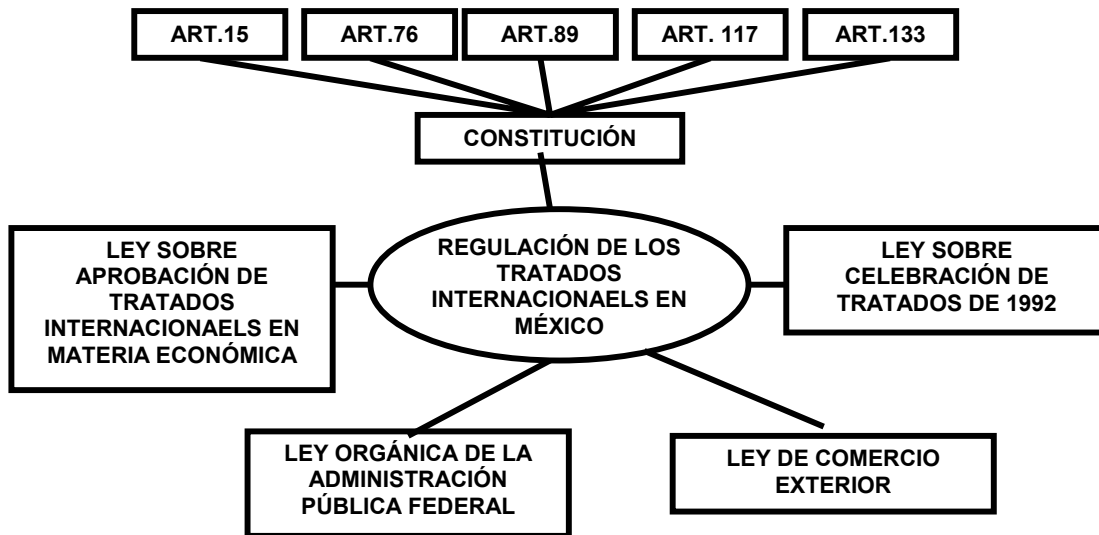 ART.15
ART.76
ART.89
ART. 117
ART.133
CONSTITUCIÓN
LEY SOBRE
APROBACIÓN DE
TRATADOS
INTERNACIONAELS EN
MATERIA ECONÓMICA
REGULACIÓN DE LOS
TRATADOS
INTERNACIONAELS EN
MÉXICO
LEY SOBRE
CELEBRACIÓN DE
TRATADOS DE 1992
LEY ORGÁNICA DE LA
ADMINISTRACIÓN
PÚBLICA FEDERAL
LEY DE COMERCIO
EXTERIOR